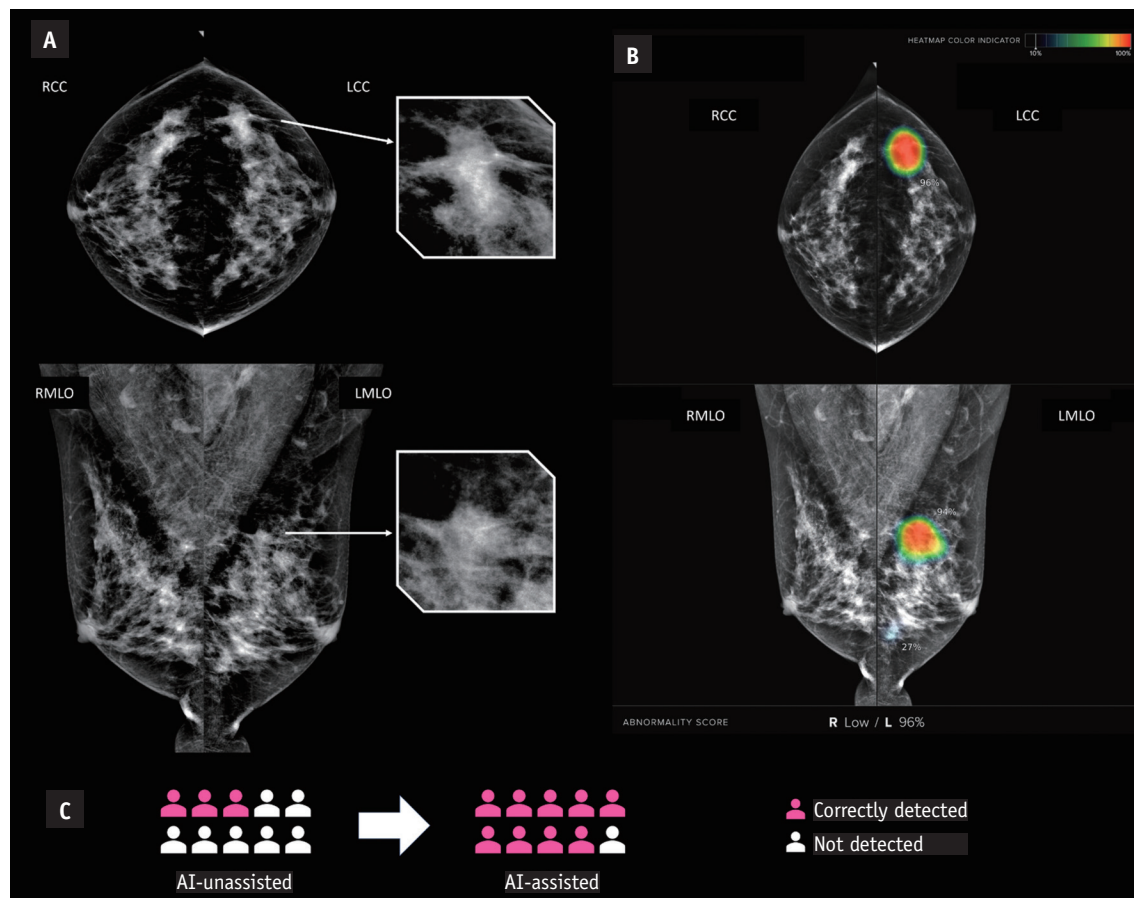 A
RCC
LCC
RMLO
LMLO
B
HEATMAP COLOR INDICATOR
10%
100%
RCC
LCC
96%
RMLO
LMLO
94%
27%
ABNORMALITY SCORE
R Low / L 96%
C
AI-unassisted
AI-assisted
Correctly detected
Not detected